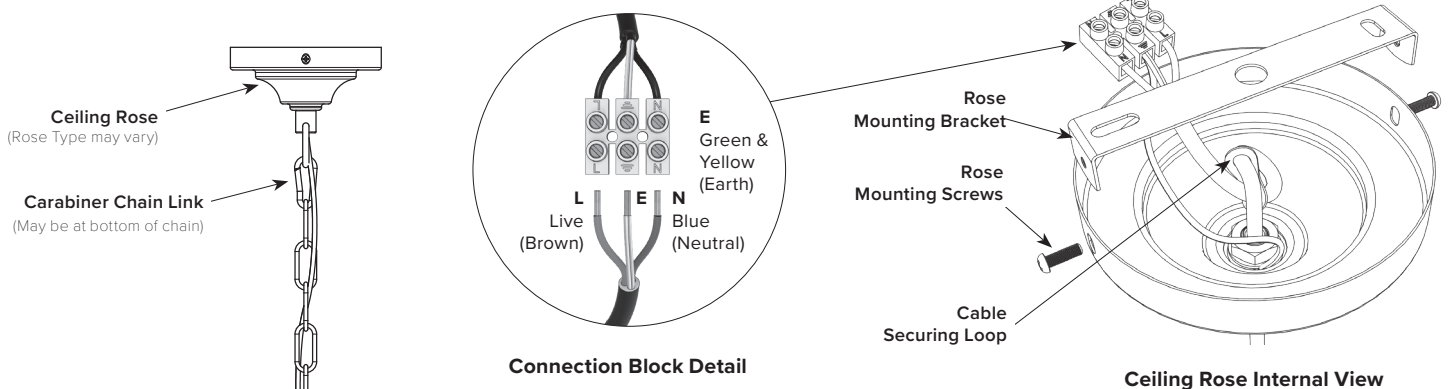 Ceiling Rose
(Rose Type may vary)
Carabiner Chain Link
(May be at bottom of chain)
L
N
L
N
E
Green &
Yellow
(Earth)
L
E
N
Live
(Brown)
Blue
(Neutral)
Connection Block Detail
Rose
Mounting Bracket
Rose
Mounting Screws
Cable
Securing Loop
N
N
Ceiling Rose Internal View